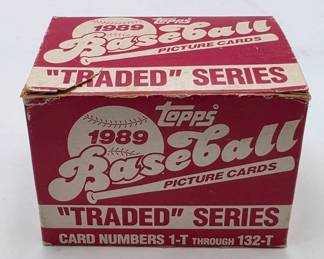 topps
1989
Baseball
PICTURE CARDS
"TRADED" SERIES
topps
1989
Baseball
PICTURE CARDS
"TRADED" SERIES
CARD NUMBERS 1-T THROUGH 132-T